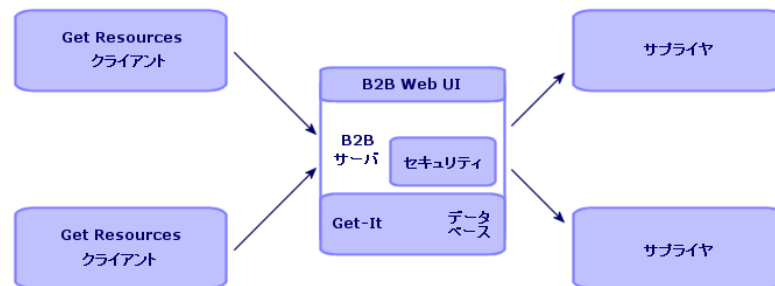 Get Resources
クライアント
サプライヤ
B2B Web UI
B2B
サーバ
セキュリティ
Get-It
データ
ベース
Get Resources
クライアント
サプライヤ